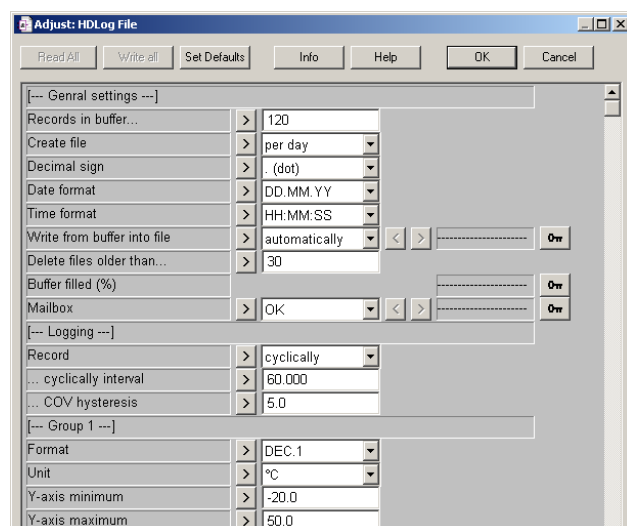 Adjust: HDLog File
Read All Write all Set Defaults Info Help OK Cancel
[--- Genral settings ---]
Records in buffer... > 120
Create file > per day
Decimal sign > . (dot)
Date format > DD.MM.YY
Time format > HH:MM:SS
Write from buffer into file > automatically < > ----------------------
Delete files older than... > 30
Buffer filled (%) ----------------------
Mailbox > OK < > ----------------------
[--- Logging ---]
Record > cyclically
... cyclically interval > 60.000
... COV hysteresis > 5.0
[--- Group 1 ---]
Format > DEC.1
Unit > °C
Y-axis minimum > -20.0
Y-axis maximum > 50.0